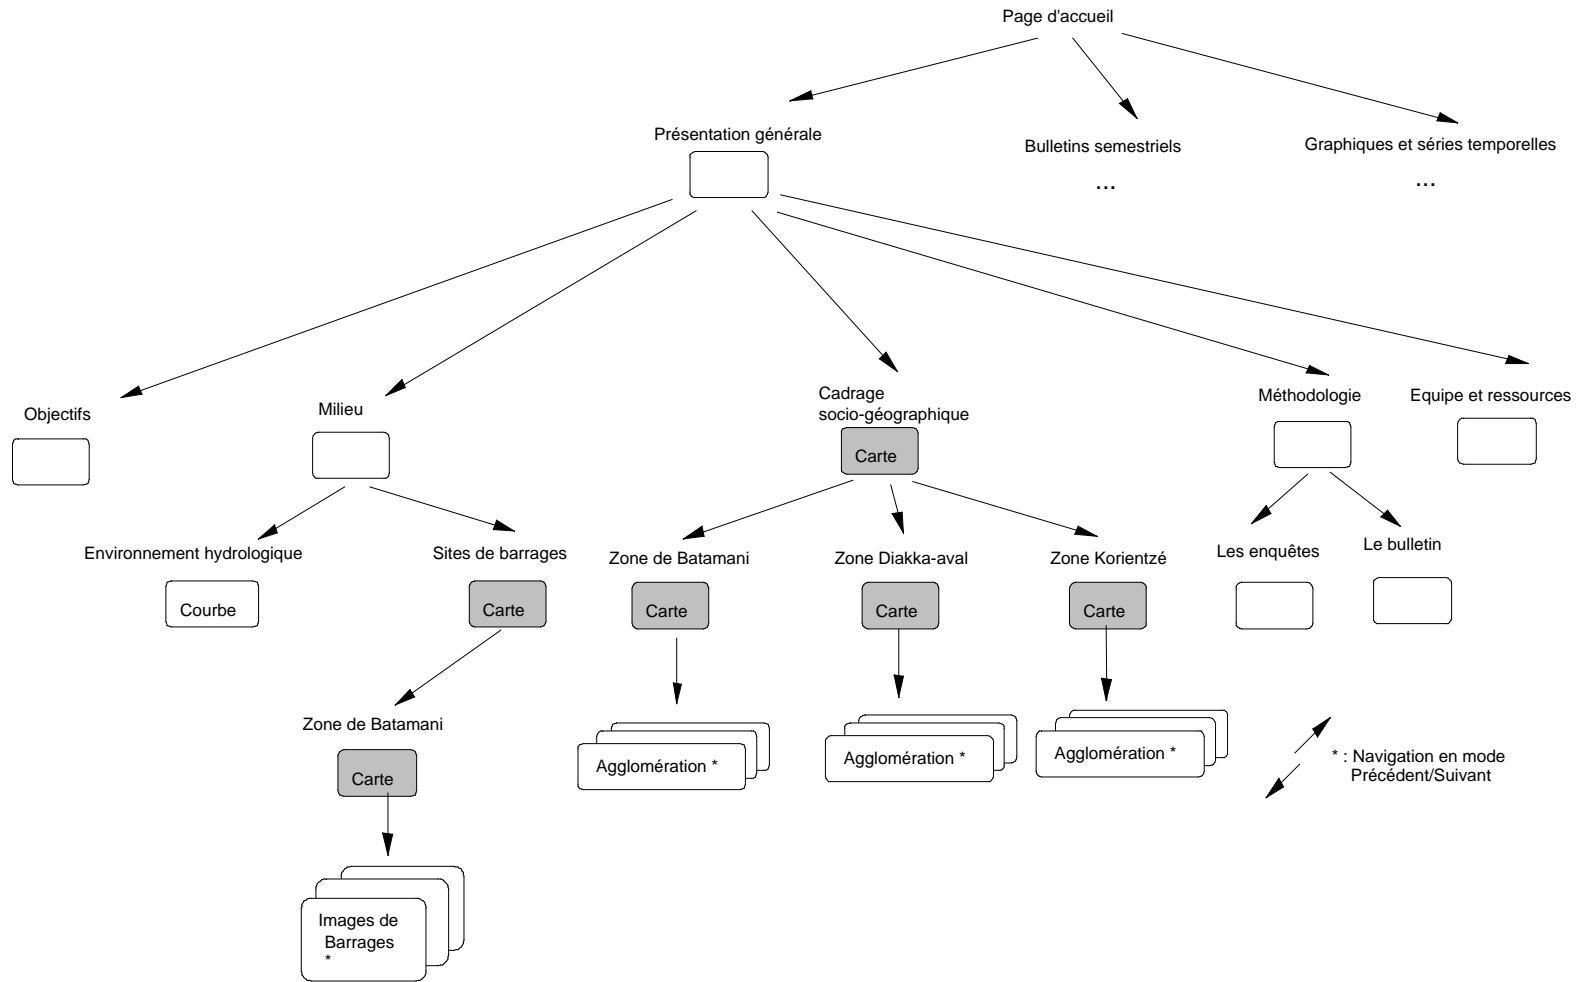 Page d'accueil
Présentation générale
Bulletins semestriels
...
Graphiques et séries temporelles
...
Objectifs
Milieu
Cadrage
socio-géographique
Carte
Méthodologie
Equipe et ressources
Environnement hydrologique
Courbe
Sites de barrages
Carte
Zone de Batamani
Carte
Zone Diakka-aval
Carte
Zone Korientzé
Carte
Les enquêtes
Le bulletin
Zone de Batamani
Carte
Agglomération *
Agglomération *
Agglomération *
* : Navigation en mode
Précédent/Suivant
Images de
Barrages
*